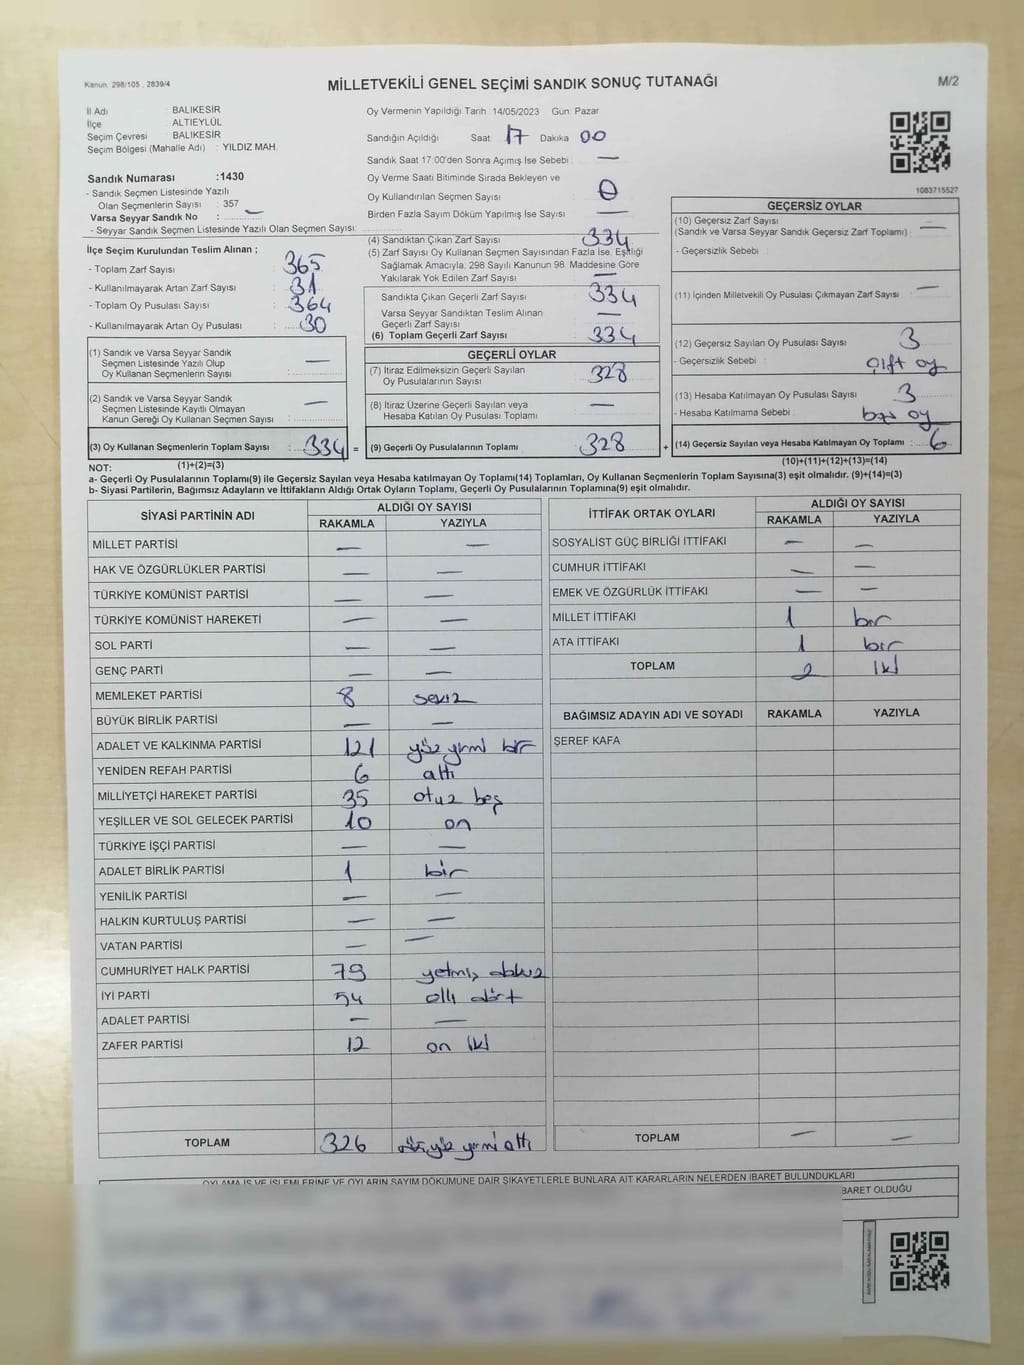 Kanun. 298/105 , 2839/4
MİLLETVEKİLİ GENEL SEÇİMİ SANDIK SONUÇ TUTANAĞI
M/2
İl Adı : BALIKESİR
İlçe : ALTIEYLÜL
Seçim Çevresi : BALIKESİR
Seçim Bölgesi (Mahalle Adı) : YILDIZ MAH.
Sandık Numarası :1430
- Sandık Seçmen Listesinde Yazılı
Olan Seçmenlerin Sayısı : 357
Varsa Seyyar Sandık No : —
- Seyyar Sandık Seçmen Listesinde Yazılı Olan Seçmen Sayısı:
Oy Vermenin Yapıldığı Tarih: 14/05/2023 Gün: Pazar
Sandığın Açıldığı Saat: 17 Dakika 00
Sandık Saat 17:00'den Sonra Açımış İse Sebebi : —
Oy Verme Saati Bitiminde Sırada Bekleyen ve
Oy Kullandırılan Seçmen Sayısı : 0
Birden Fazla Sayım Döküm Yapılmış İse Sayısı : —
1083715527
İlçe Seçim Kurulundan Teslim Alınan ;
- Toplam Zarf Sayısı : 365
- Kullanılmayarak Artan Zarf Sayısı : 31
- Toplam Oy Pusulası Sayısı : 364
- Kullanılmayarak Artan Oy Pusulası : 30
(1) Sandık ve Varsa Seyyar Sandık
Seçmen Listesinde Yazılı Olup
Oy Kullanan Seçmenlerin Sayısı : —
(2) Sandık ve Varsa Seyyar Sandık
Seçmen Listesinde Kayıtlı Olmayan
Kanun Gereği Oy Kullanan Seçmen Sayısı : —
(3) Oy Kullanan Seçmenlerin Toplam Sayısı : 334 =
(4) Sandıktan Çıkan Zarf Sayısı : 334
(5) Zarf Sayısı Oy Kullanan Seçmen Sayısından Fazla İse, Eşitliği
Sağlamak Amacıyla, 298 Sayılı Kanunun 98. Maddesine Göre
Yakılarak Yok Edilen Zarf Sayısı : —
Sandıkta Çıkan Geçerli Zarf Sayısı : 334
Varsa Seyyar Sandıktan Teslim Alınan
Geçerli Zarf Sayısı : —
(6) Toplam Geçerli Zarf Sayısı : 334
GEÇERLİ OYLAR
(7) İtiraz Edilmeksizin Geçerli Sayılan
Oy Pusulalarının Sayısı : 328
(8) İtiraz Üzerine Geçerli Sayılan veya
Hesaba Katılan Oy Pusulası Toplamı : —
(9) Geçerli Oy Pusulalarının Toplamı : 328 +
GEÇERSİZ OYLAR
(10) Geçersiz Zarf Sayısı : —
(Sandık ve Varsa Seyyar Sandık Geçersiz Zarf Toplamı) —
- Geçersizlik Sebebi :
(11) İçinden Milletvekili Oy Pusulası Çıkmayan Zarf Sayısı : —
(12) Geçersiz Sayılan Oy Pusulası Sayısı : 3
- Geçersizlik Sebebi : çift oy
(13) Hesaba Katılmayan Oy Pusulası Sayısı : 3
- Hesaba Katılmama Sebebi : boş oy
(14) Geçersiz Sayılan veya Hesaba Katılmayan Oy Toplamı : 6
NOT: (1)+(2)=(3)
(10)+(11)+(12)+(13)=(14)
a- Geçerli Oy Pusulalarının Toplamı(9) ile Geçersiz Sayılan veya Hesaba katılmayan Oy Toplamı(14) Toplamları, Oy Kullanan Seçmenlerin Toplam Sayısına(3) eşit olmalıdır. (9)+(14)=(3)
b- Siyasi Partilerin, Bağımsız Adayların ve İttifakların Aldığı Ortak Oyların Toplamı, Geçerli Oy Pusulalarının Toplamına(9) eşit olmalıdır.
SİYASİ PARTİNİN ADI ALDIĞI OY SAYISI
RAKAMLA YAZIYLA
MİLLET PARTİSİ — —
HAK VE ÖZGÜRLÜKLER PARTİSİ — —
TÜRKİYE KOMÜNİST PARTİSİ — —
TÜRKİYE KOMÜNİST HAREKETİ — —
SOL PARTİ — —
GENÇ PARTİ — —
MEMLEKET PARTİSİ 8 sekiz
BÜYÜK BİRLİK PARTİSİ — —
ADALET VE KALKINMA PARTİSİ 121 yüz yirmi bir
YENİDEN REFAH PARTİSİ 6 altı
MİLLİYETÇİ HAREKET PARTİSİ 35 otuz beş
YEŞİLLER VE SOL GELECEK PARTİSİ 10 on
TÜRKİYE İŞÇİ PARTİSİ — —
ADALET BİRLİK PARTİSİ 1 bir
YENİLİK PARTİSİ — —
HALKIN KURTULUŞ PARTİSİ — —
VATAN PARTİSİ — —
CUMHURİYET HALK PARTİSİ 79 yetmiş dokuz
İYİ PARTİ 54 elli dört
ADALET PARTİSİ — —
ZAFER PARTİSİ 12 on iki
TOPLAM 326 üçyüz yirmi altı
İTTİFAK ORTAK OYLARI ALDIĞI OY SAYISI
RAKAMLA YAZIYLA
SOSYALİST GÜÇ BİRLİĞİ İTTİFAKI — —
CUMHUR İTTİFAKI — —
EMEK VE ÖZGÜRLÜK İTTİFAKI — —
MİLLET İTTİFAKI 1 bir
ATA İTTİFAKI 1 bir
TOPLAM 2 iki
BAĞIMSIZ ADAYIN ADI VE SOYADI RAKAMLA YAZIYLA
ŞEREF KAFA
TOPLAM — —
OYLAMA İŞ VE İŞLEMLERİNE VE OYLARIN SAYIM DÖKÜMÜNE DAİR ŞİKAYETLERLE BUNLARA AİT KARARLARIN NELERDEN İBARET BULUNDUKLARI
BARET OLDUĞU